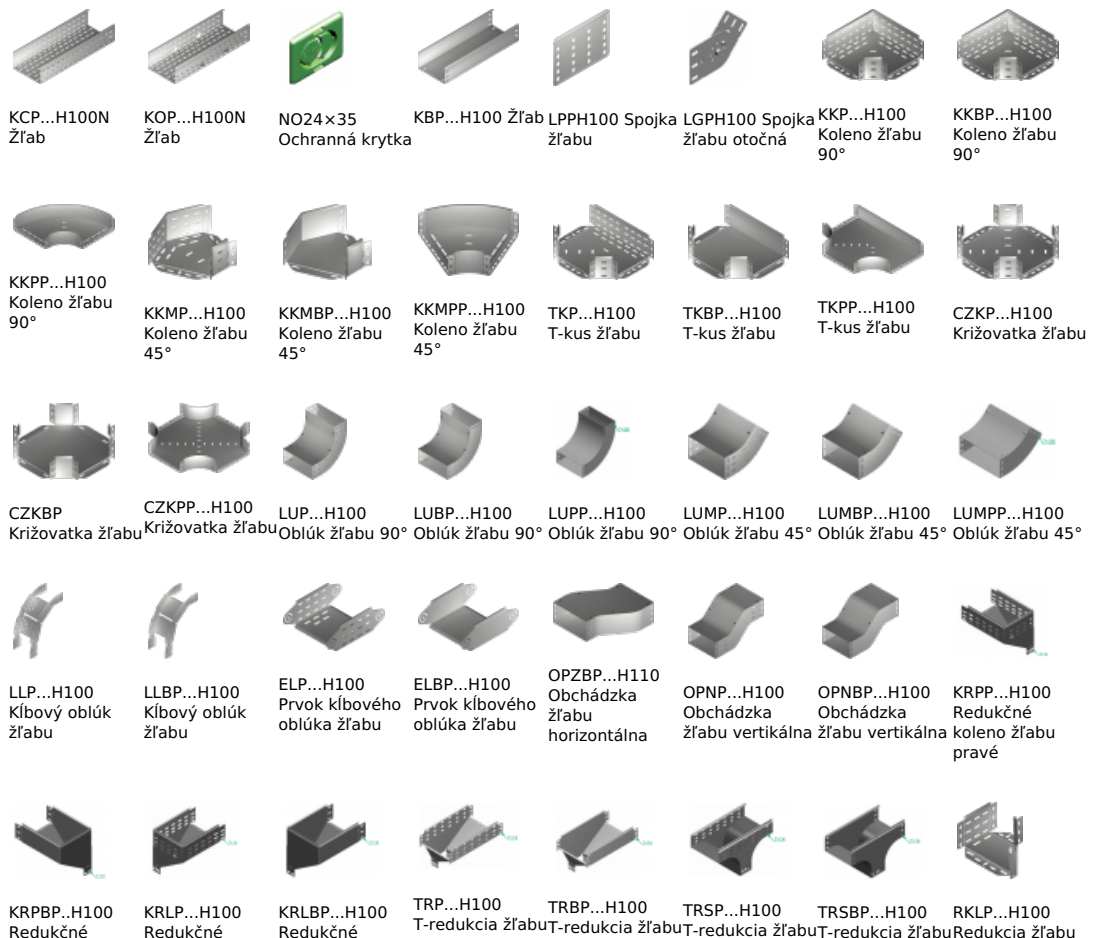 KCP...H100N
Žľab
KOP...H100N
Žľab
NO24×35
Ochranná krytka
KBP...H100 Žľab
LPPH100 Spojka
žľabu
LGPH100 Spojka
žľabu otočná
KKP...H100
Koleno žľabu
90°
KKBP...H100
Koleno žľabu
90°
KKPP...H100
Koleno žľabu
90°
KKMP...H100
Koleno žľabu
45°
KKMBP...H100
Koleno žľabu
45°
KKMPP...H100
Koleno žľabu
45°
TKP...H100
T-kus žľabu
TKBP...H100
T-kus žľabu
TKPP...H100
T-kus žľabu
CZKP...H100
Križovatka žľabu
CZKBP
Križovatka žľabu
CZKPP...H100
Križovatka žľabu
LUP...H100
Oblúk žľabu 90°
LUBP...H100
Oblúk žľabu 90°
LUPP...H100
Oblúk žľabu 90°
LUMP...H100
Oblúk žľabu 45°
LUMBP...H100
Oblúk žľabu 45°
LUMPP...H100
Oblúk žľabu 45°
LLP...H100
Kĺbový oblúk
žľabu
LLBP...H100
Kĺbový oblúk
žľabu
ELP...H100
Prvok kĺbového
oblúka žľabu
ELBP...H100
Prvok kĺbového
oblúka žľabu
OPZBP...H110
Obchádzka
žľabu
horizontálna
OPNP...H100
Obchádzka
žľabu vertikálna
OPNBP...H100
Obchádzka
žľabu vertikálna
KRPP...H100
Redukčné
koleno žľabu
pravé
KRPBP..H100
Redukčné
KRLP...H100
Redukčné
KRLBP...H100
Redukčné
TRP...H100
T-redukcia žľabu
TRBP...H100
T-redukcia žľabu
TRSP...H100
T-redukcia žľabu
TRSBP...H100
T-redukcia žľabu
RKLP...H100
Redukcia žľabu